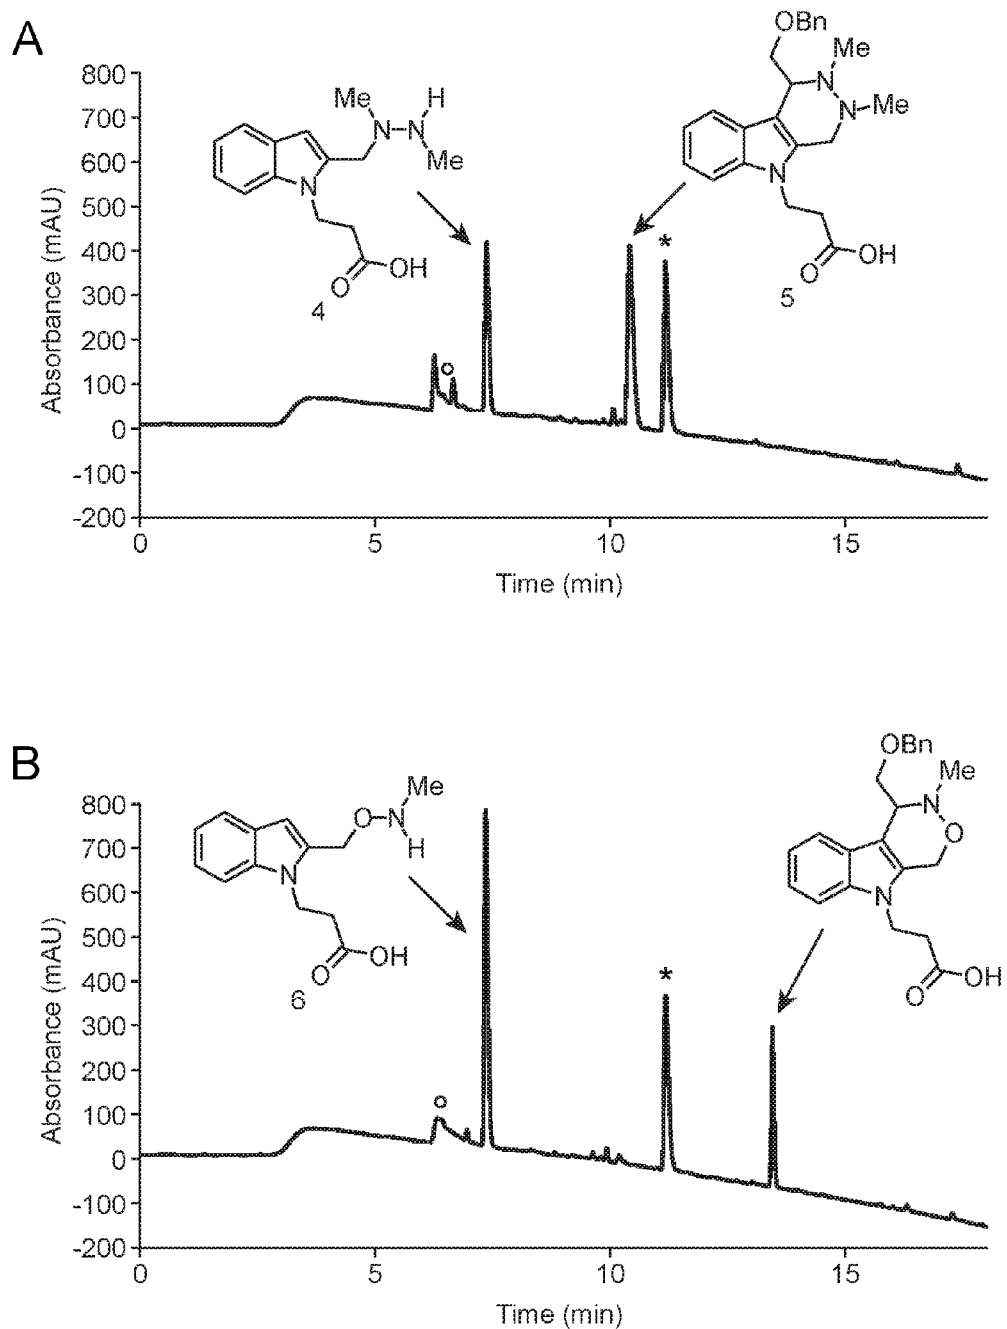 A
OBn
Me
N
N
Me
N
OH
O
5
Me
H
N
N
Me
N
OH
O
4
*
o
800
700
600
500
400
300
200
100
0
-100
-200
Absorbance (mAU)
0 5 10 15
Time (min)
B
OBn
Me
N
O
N
OH
O
Me
O
N
H
N
OH
O
6
*
o
800
700
600
500
400
300
200
100
0
-100
-200
Absorbance (mAU)
0 5 10 15
Time (min)